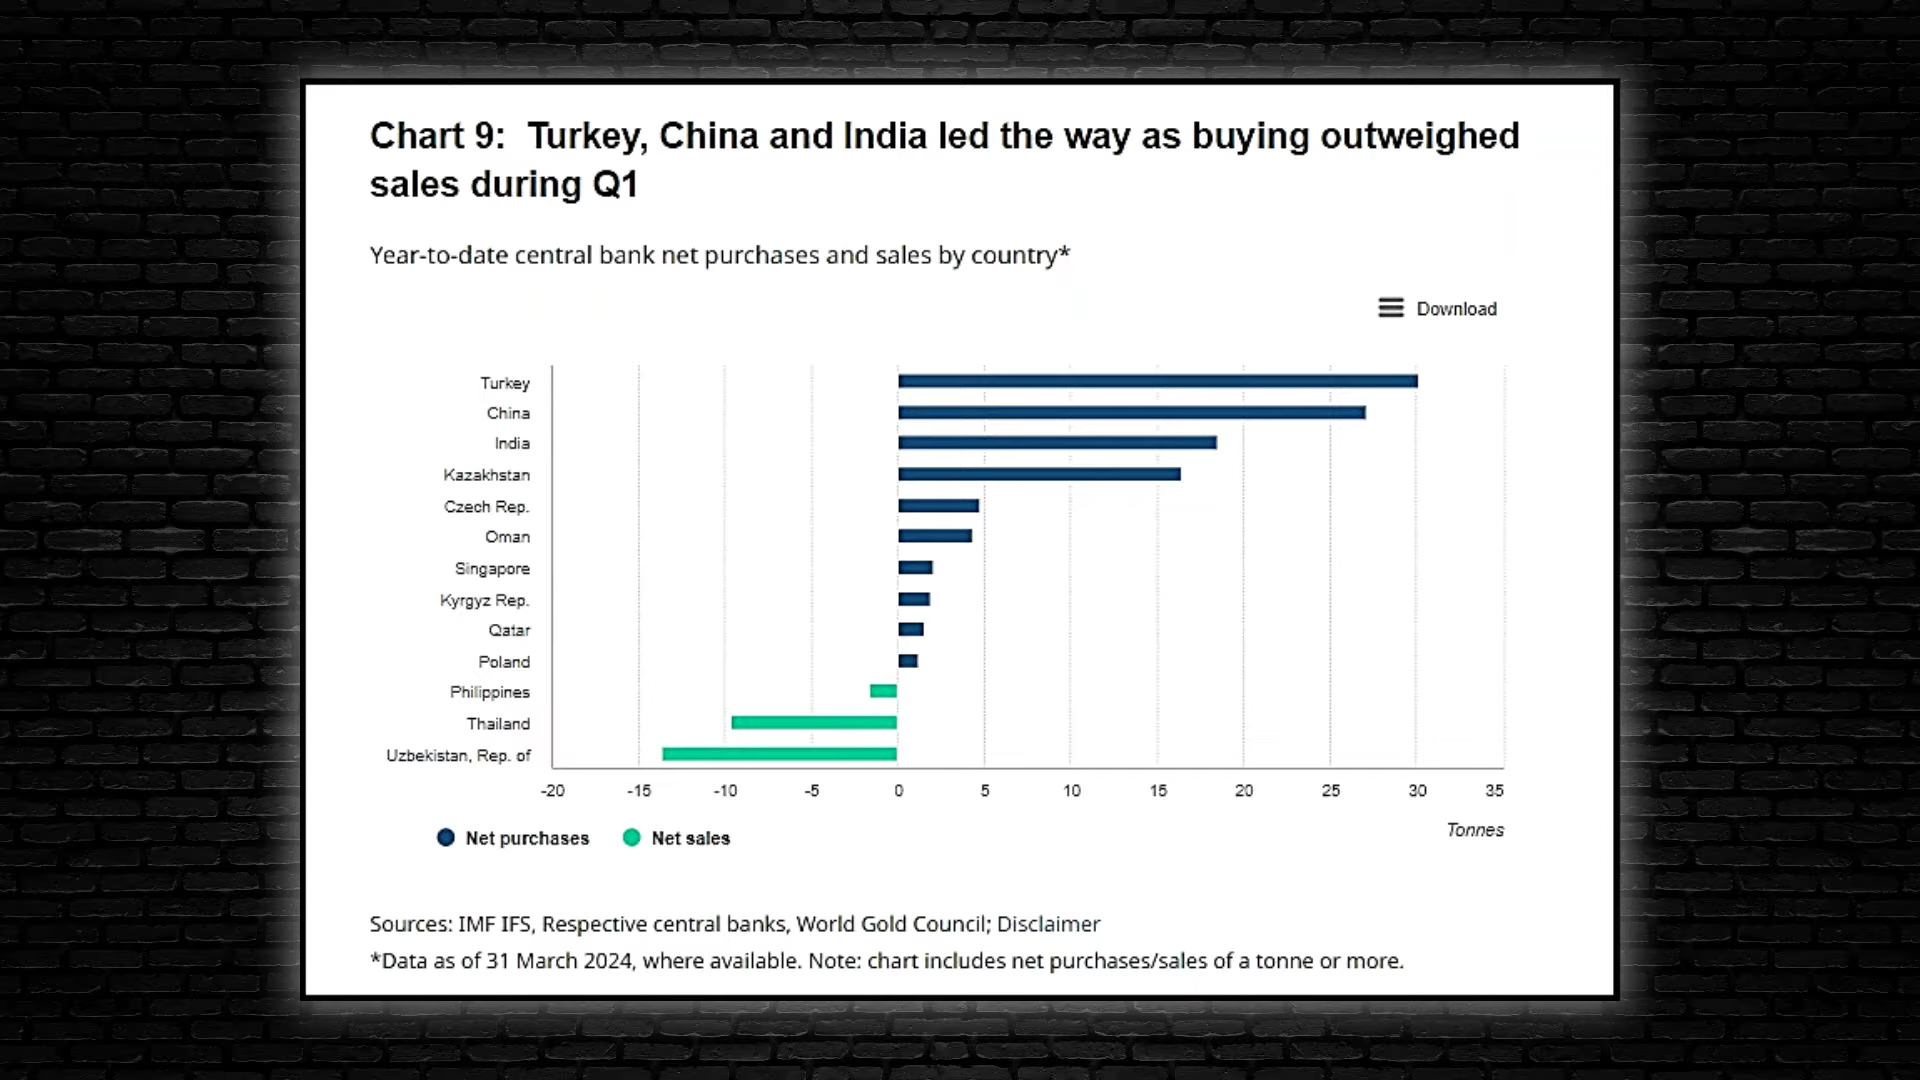 Chart 9: Turkey, China and India led the way as buying outweighed
sales during Q1
Year-to-date central bank net purchases and sales by country*
Download
Turkey
China
India
Kazakhstan
Czech Rep.
Oman
Singapore
Kyrgyz Rep.
Qatar
Poland
Philippines
Thailand
Uzbekistan, Rep. of
-20 -15 -10 -5 0 5 10 15 20 25 30 35
Tonnes
Net purchases Net sales
Sources: IMF IFS, Respective central banks, World Gold Council; Disclaimer
*Data as of 31 March 2024, where available. Note: chart includes net purchases/sales of a tonne or more.